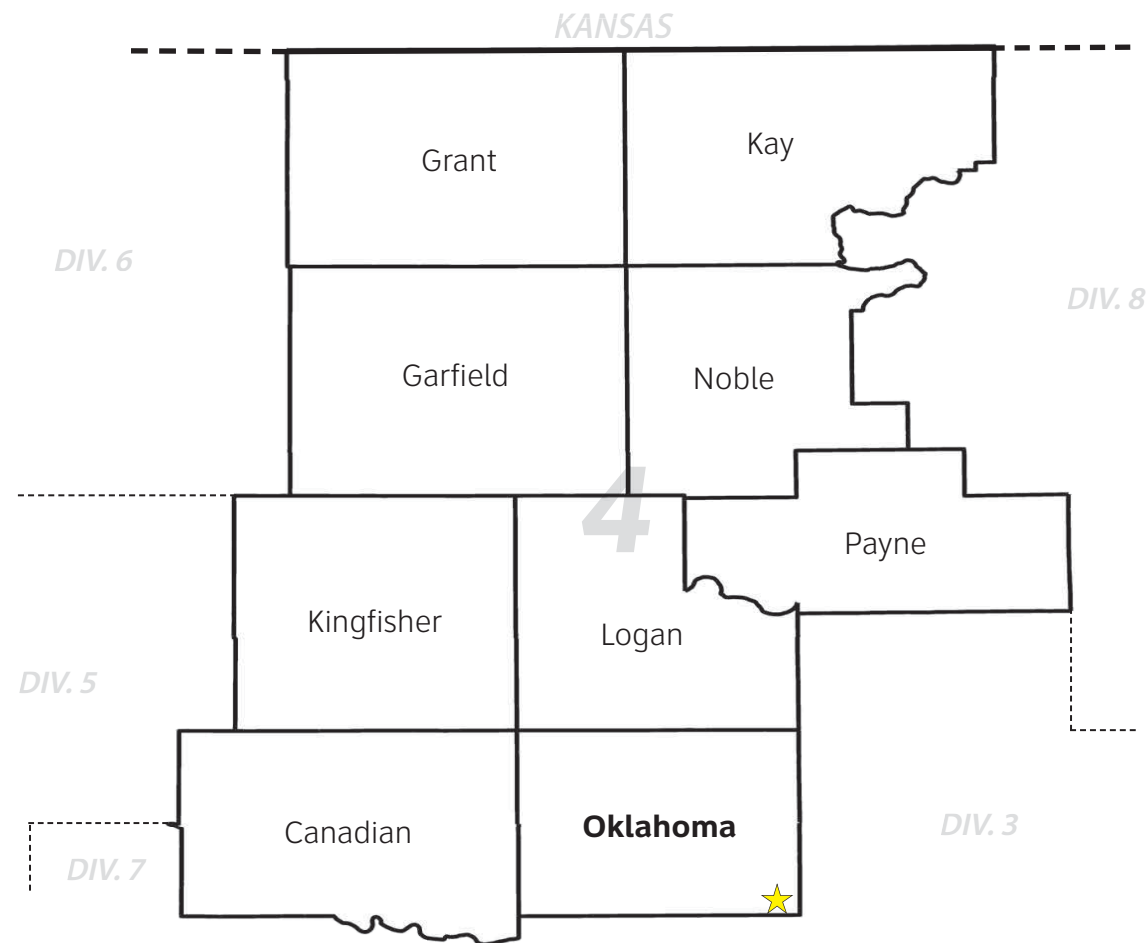 KANSAS
Grant
Kay
DIV. 6
DIV. 8
Garfield
Noble
4
Payne
Kingfisher
Logan
DIV. 5
Canadian
Oklahoma
DIV. 3
DIV. 7